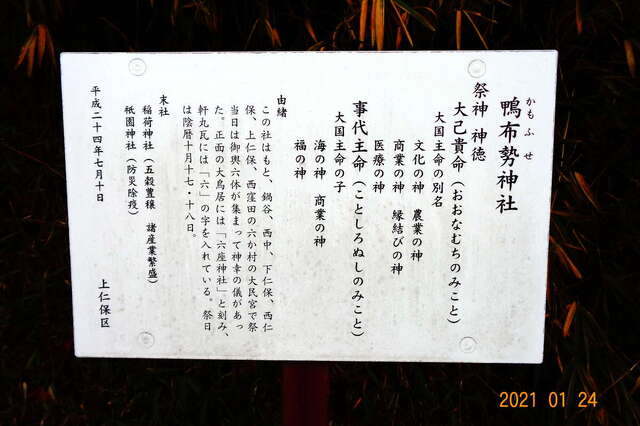 鴨布勢神社
かもふせ
祭神 神徳
大己貴命（おおなむちのみこと）
大国主命の別名
文化の神 農業の神
商業の神 縁結びの神
医療の神
事代主命（ことしろぬしのみこと）
大国主命の子
海の神 商業の神
福の神
由緒
この社はもと、鍋谷、西中、下仁保、西仁
保、上仁保、西窪田の六か村の大氏宮で祭
当日は御輿六体が集まって神幸の儀があっ
た。正面の大鳥居には「六座神社」と刻み、
軒丸瓦には「六」の字を入れている。祭日
は陰暦十月十七・十八日。
末社
稲荷神社（五穀豊穣 諸産業繁盛）
祇園神社（防災除疫）
平成二十四年七月十日
上仁保区
2021 01 24